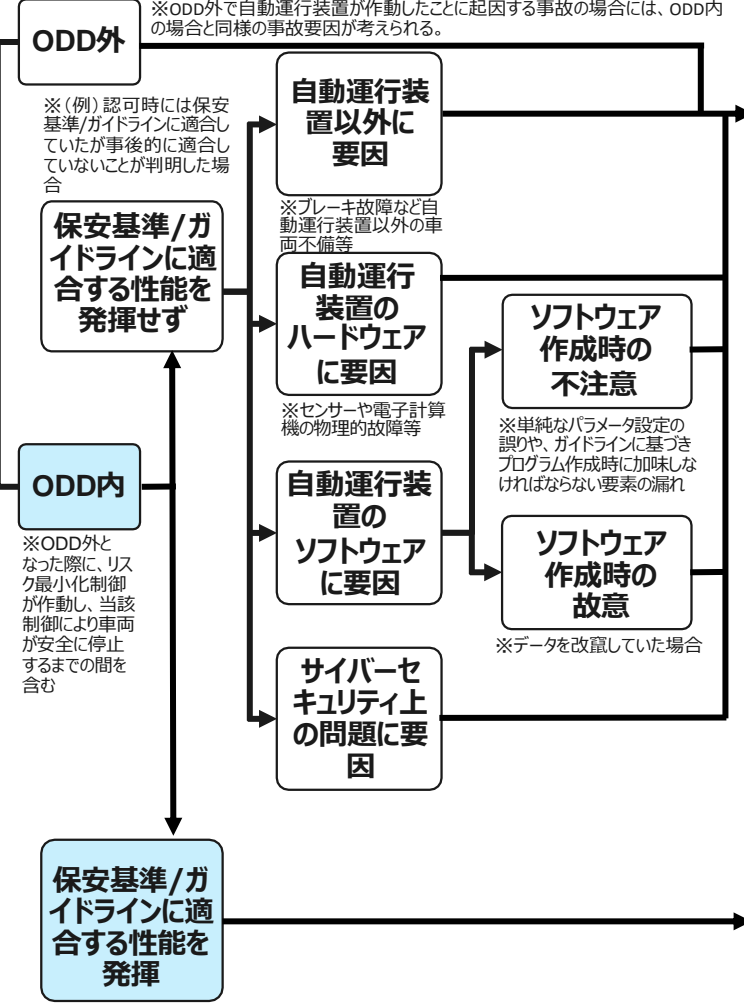 ※ODD外で自動運行装置が作動したことに起因する事故の場合には、ODD内
の場合と同様の事故要因が考えられる。
ODD外
※（例）認可時には保安
基準/ガイドラインに適合し
ていたが事後的に適合し
ていないことが判明した場
合
自動運行装
置以外に
要因
※ブレーキ故障など自
動運行装置以外の車
両不備等
保安基準/ガ
イドラインに適
合する性能を
発揮せず
自動運行
装置の
ハードウェア
に要因
※センサーや電子計算
機の物理的故障等
ソフトウェア
作成時の
不注意
※単純なパラメータ設定の
誤りや、ガイドラインに基づき
プログラム作成時に加味しな
ければならない要素の漏れ
ODD内
※ODD外と
なった際に、リス
ク最小化制御
が作動し、当該
制御により車両
が安全に停止
するまでの間を
含む
自動運行装
置の
ソフトウェア
に要因
ソフトウェア
作成時の
故意
※データを改竄していた場合
サイバーセ
キュリティ上
の問題に要
因
保安基準/ガ
イドラインに適
合する性能を
発揮